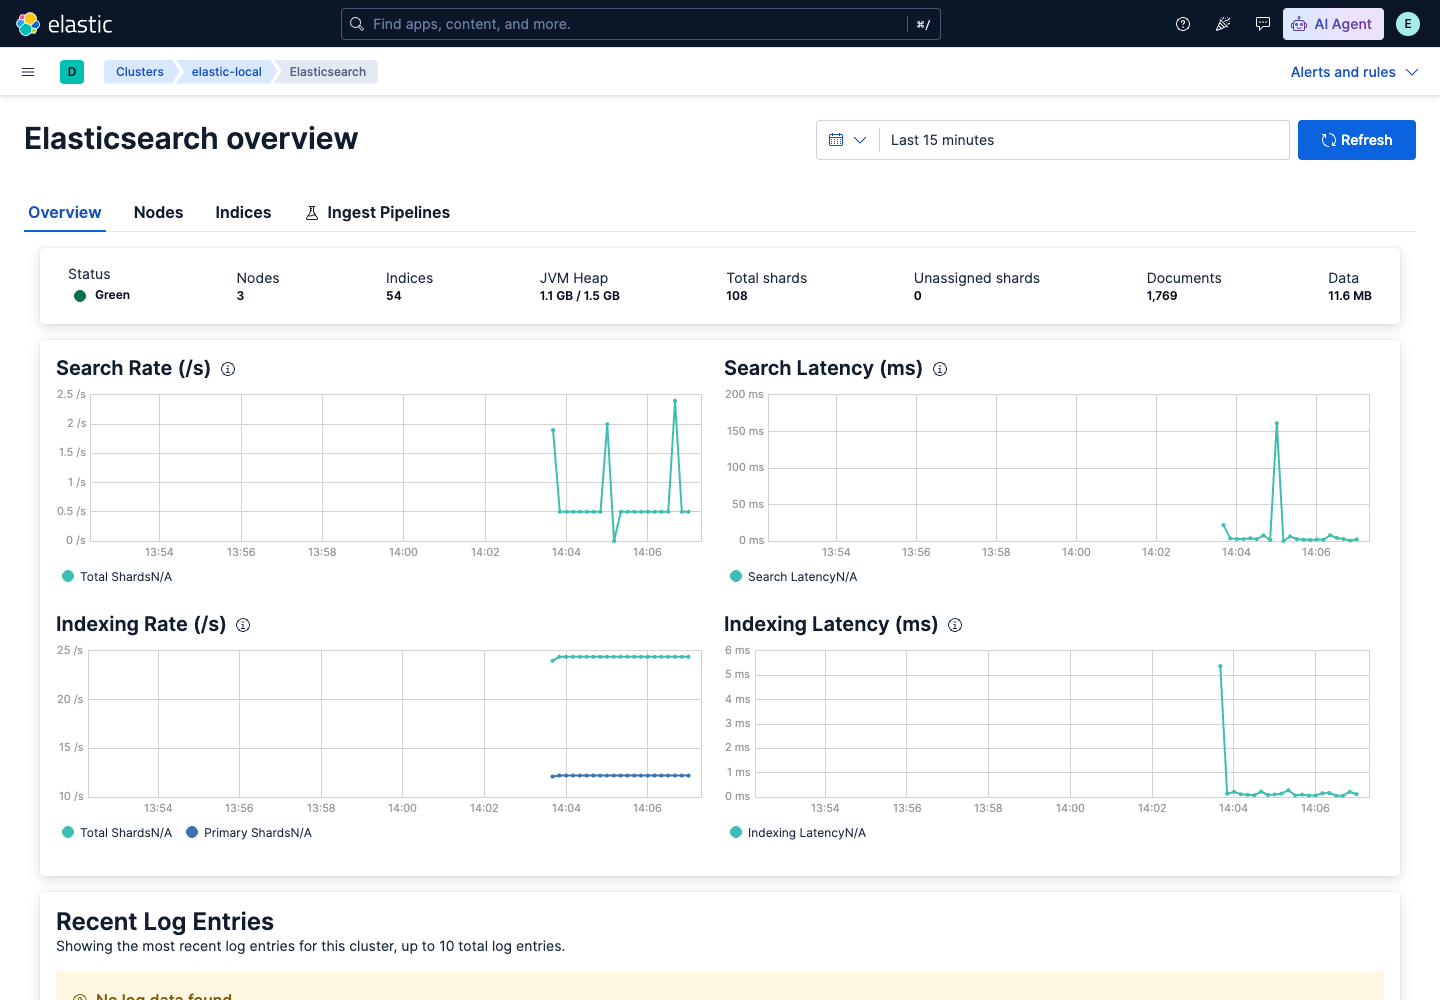 elastic
Find apps, content, and more.
⌘/
AI Agent
E
D
Clusters
elastic-local
Elasticsearch
Alerts and rules
Elasticsearch overview
Last 15 minutes
Refresh
Overview
Nodes
Indices
Ingest Pipelines
Status
Green
Nodes
3
Indices
54
JVM Heap
1.1 GB / 1.5 GB
Total shards
108
Unassigned shards
0
Documents
1,769
Data
11.6 MB
Search Rate (/s)
2.5 /s
2 /s
1.5 /s
1 /s
0.5 /s
0 /s
13:54
13:56
13:58
14:00
14:02
14:04
14:06
Total ShardsN/A
Search Latency (ms)
200 ms
150 ms
100 ms
50 ms
0 ms
13:54
13:56
13:58
14:00
14:02
14:04
14:06
Search LatencyN/A
Indexing Rate (/s)
25 /s
20 /s
15 /s
10 /s
13:54
13:56
13:58
14:00
14:02
14:04
14:06
Total ShardsN/A
Primary ShardsN/A
Indexing Latency (ms)
6 ms
5 ms
4 ms
3 ms
2 ms
1 ms
0 ms
13:54
13:56
13:58
14:00
14:02
14:04
14:06
Indexing LatencyN/A
Recent Log Entries
Showing the most recent log entries for this cluster, up to 10 total log entries.
No log data found